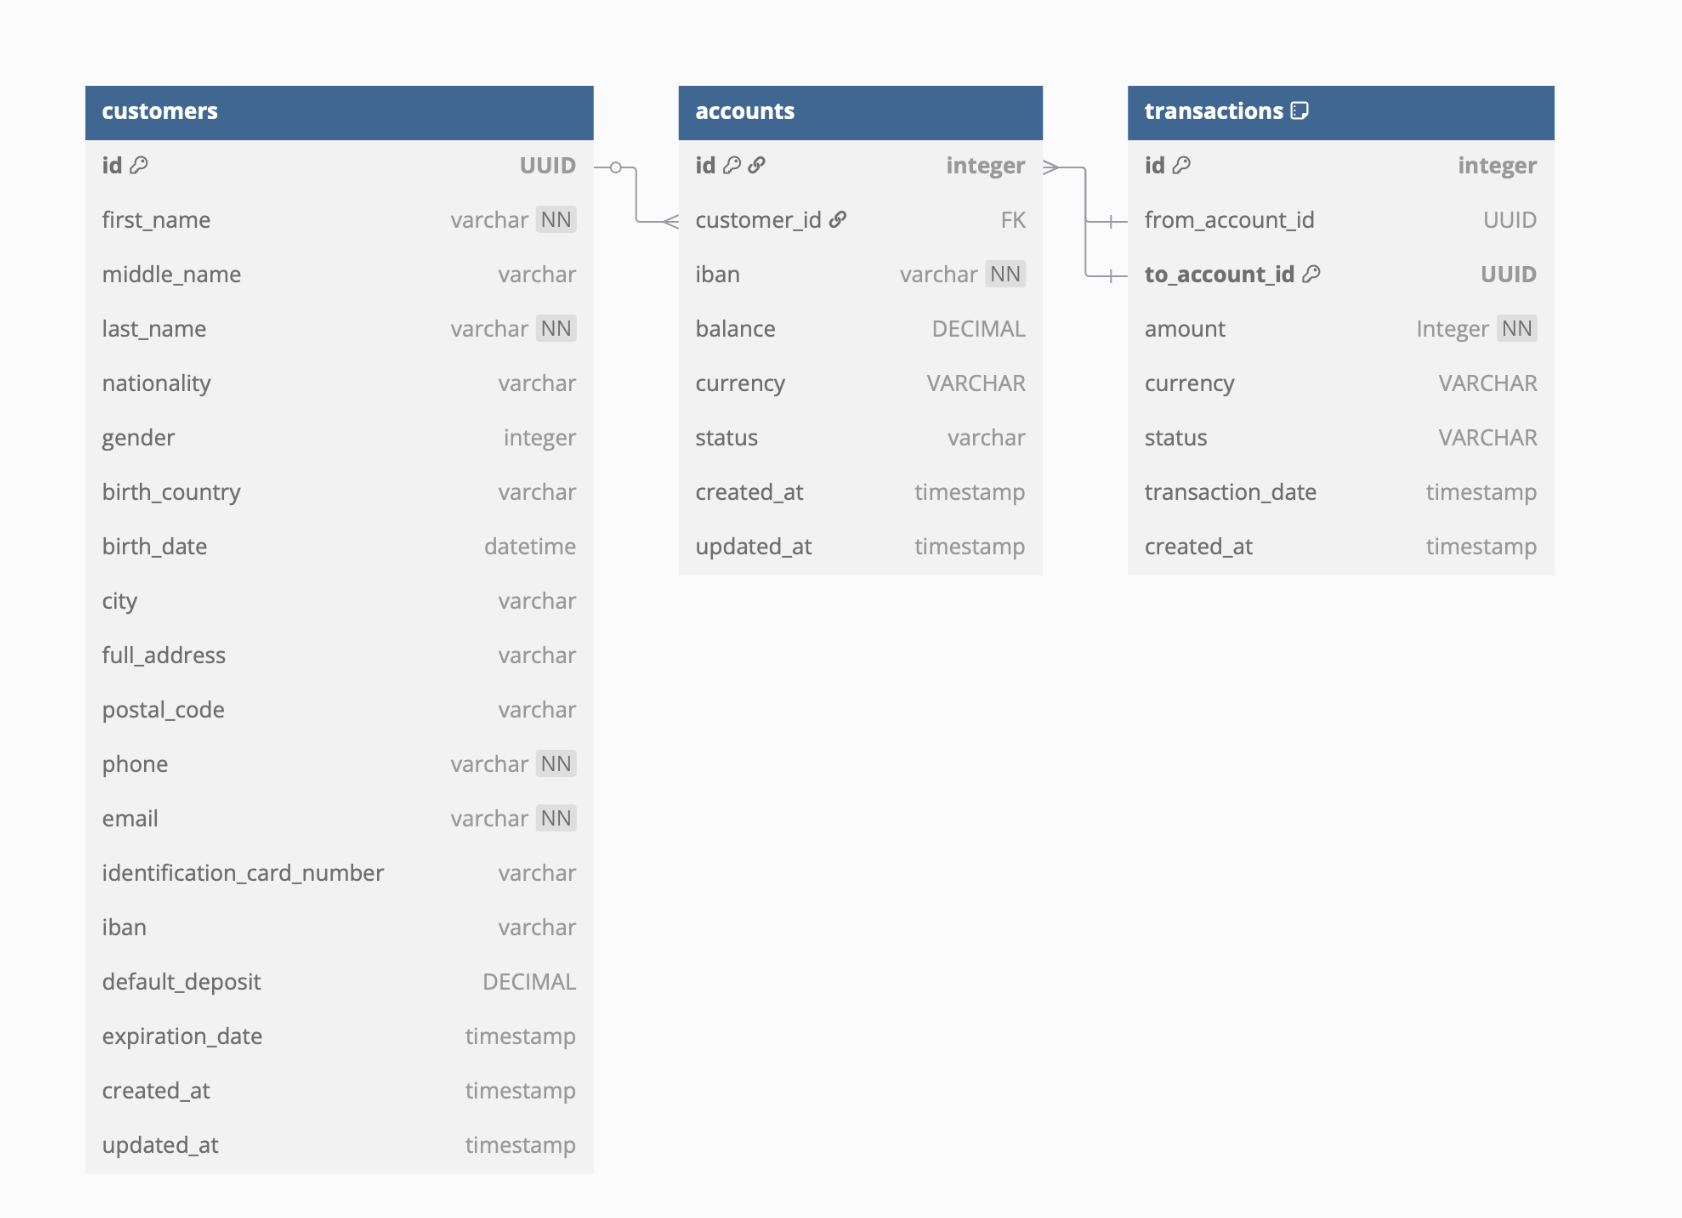 customers
id UUID
first_name varchar NN
middle_name varchar
last_name varchar NN
nationality varchar
gender integer
birth_country varchar
birth_date datetime
city varchar
full_address varchar
postal_code varchar
phone varchar NN
email varchar NN
identification_card_number varchar
iban varchar
default_deposit DECIMAL
expiration_date timestamp
created_at timestamp
updated_at timestamp
accounts
id integer
customer_id FK
iban varchar NN
balance DECIMAL
currency VARCHAR
status varchar
created_at timestamp
updated_at timestamp
transactions
id integer
from_account_id UUID
to_account_id UUID
amount Integer NN
currency VARCHAR
status VARCHAR
transaction_date timestamp
created_at timestamp